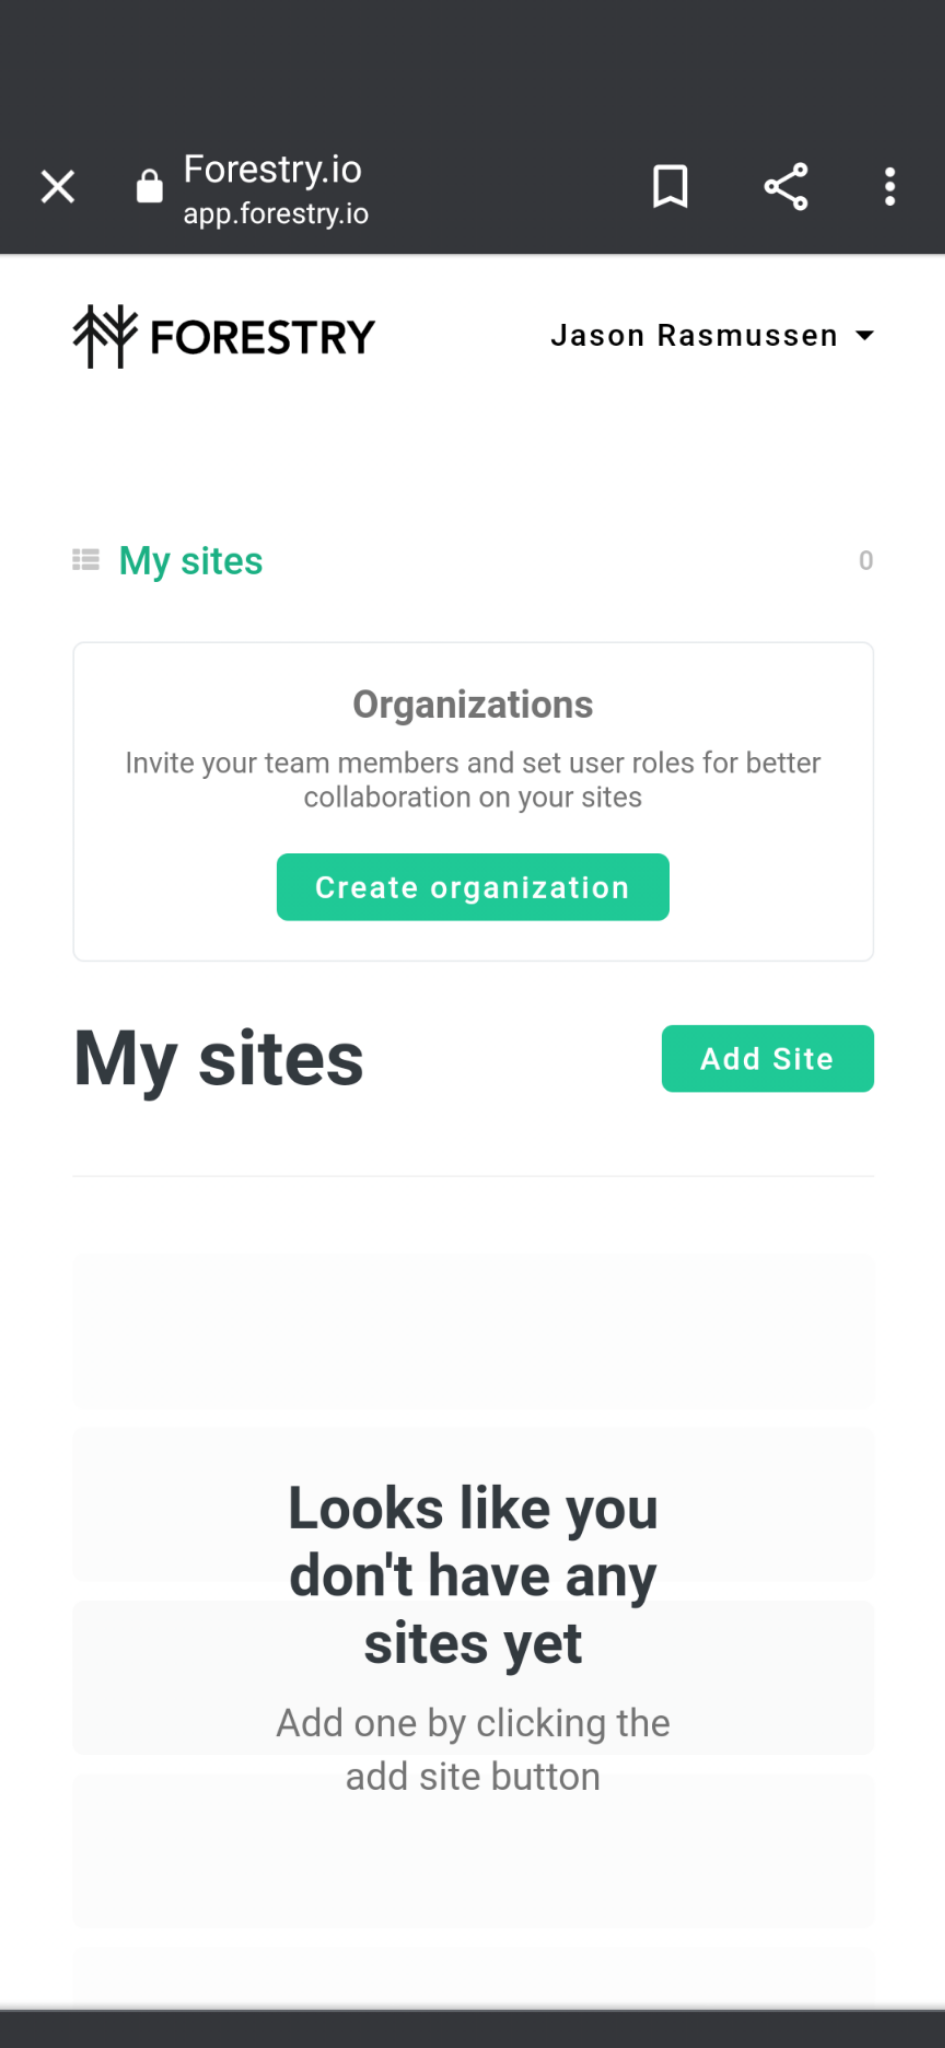 Forestry.io
app.forestry.io
FORESTRY
Jason Rasmussen
My sites
0
Organizations
Invite your team members and set user roles for better
collaboration on your sites
Create organization
My sites
Add Site
Looks like you
don't have any
sites yet
Add one by clicking the
add site button